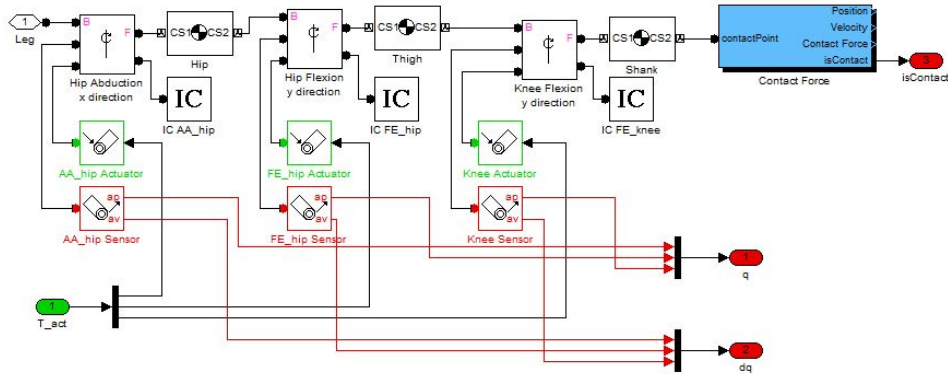 1
Leg
B
F
Hip Abduction
x direction
CS1 CS2
Hip
IC
IC AA_hip
B
F
Hip Flexion
y direction
CS1 CS2
Thigh
IC
IC FE_hip
B
F
Knee Flexion
y direction
CS1 CS2
Shank
IC
IC FE_knee
contactPoint
Position
Velocity
Contact Force
isContact
Contact Force
3
isContact
AA_hip Actuator
FE_hip Actuator
Knee Actuator
ap
av
AA_hip Sensor
ap
av
FE_hip Sensor
ap
av
Knee Sensor
1
q
1
T_act
2
dq